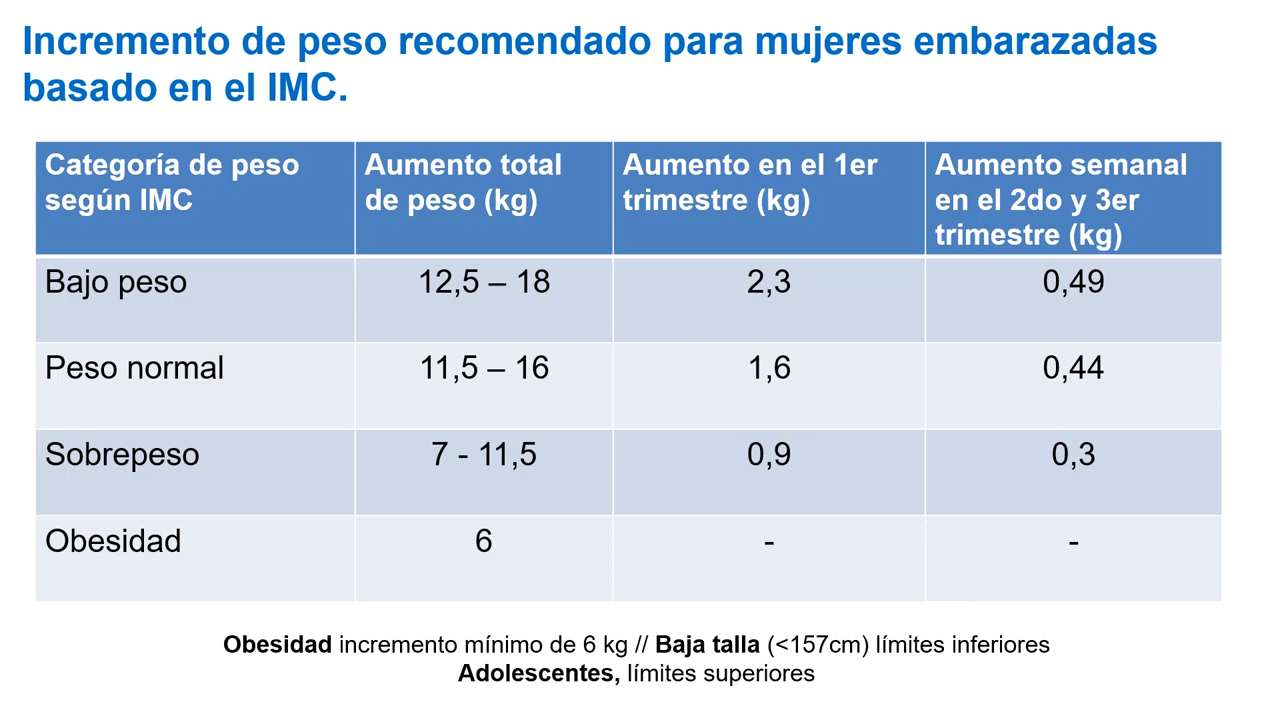 Incremento de peso recomendado para mujeres embarazadas
basado en el IMC.
Categoría de peso según IMC | Aumento total de peso (kg) | Aumento en el 1er trimestre (kg) | Aumento semanal en el 2do y 3er trimestre (kg)
Bajo peso | 12,5 – 18 | 2,3 | 0,49
Peso normal | 11,5 – 16 | 1,6 | 0,44
Sobrepeso | 7 - 11,5 | 0,9 | 0,3
Obesidad | 6 | - | -
Obesidad incremento mínimo de 6 kg // Baja talla (<157cm) límites inferiores
Adolescentes, límites superiores